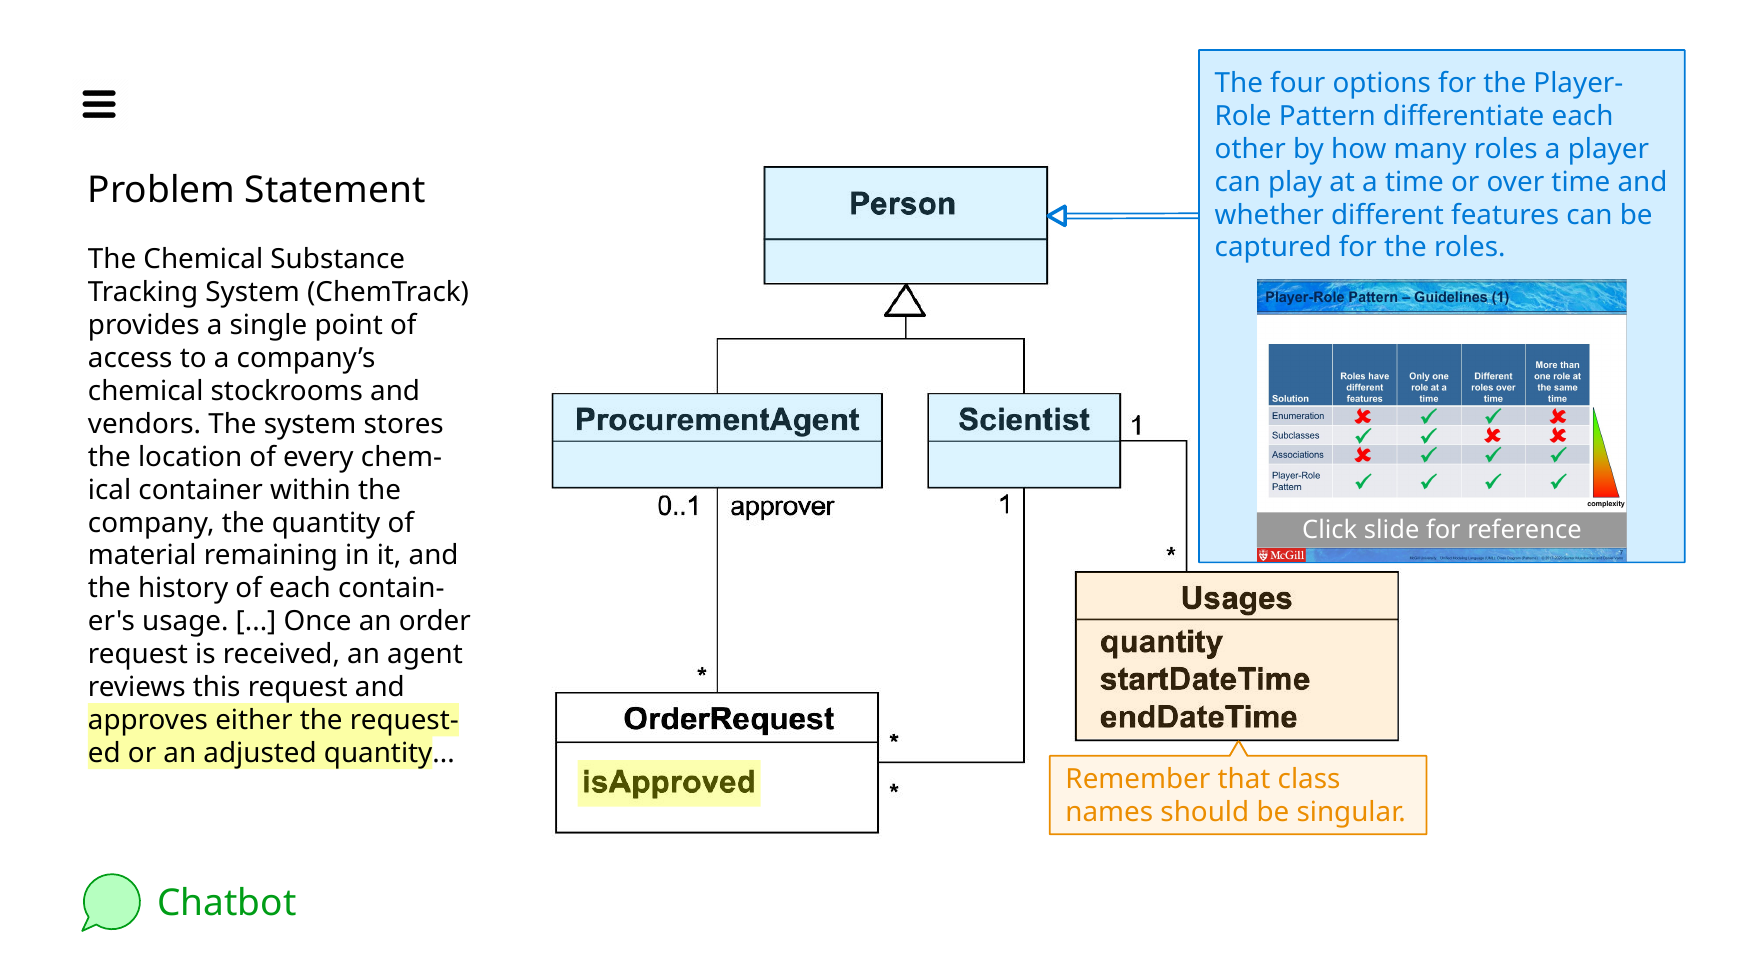 Problem Statement
The Chemical Substance
Tracking System (ChemTrack)
provides a single point of
access to a company’s
chemical stockrooms and
vendors. The system stores
the location of every chem-
ical container within the
company, the quantity of
material remaining in it, and
the history of each contain-
er's usage. [...] Once an order
request is received, an agent
reviews this request and
approves either the request-
ed or an adjusted quantity...
Chatbot
Person
ProcurementAgent
Scientist
1
0..1 approver
1
*
*
OrderRequest
isApproved
*
*
Usages
quantity
startDateTime
endDateTime
Remember that class
names should be singular.
The four options for the Player-
Role Pattern differentiate each
other by how many roles a player
can play at a time or over time and
whether different features can be
captured for the roles.
Player-Role Pattern – Guidelines (1)
Solution
Roles have
different
features
Only one
role at a
time
Different
roles over
time
More than
one role at
the same
time
Enumeration
Subclasses
Associations
Player-Role
Pattern
complexity
Click slide for reference
McGill